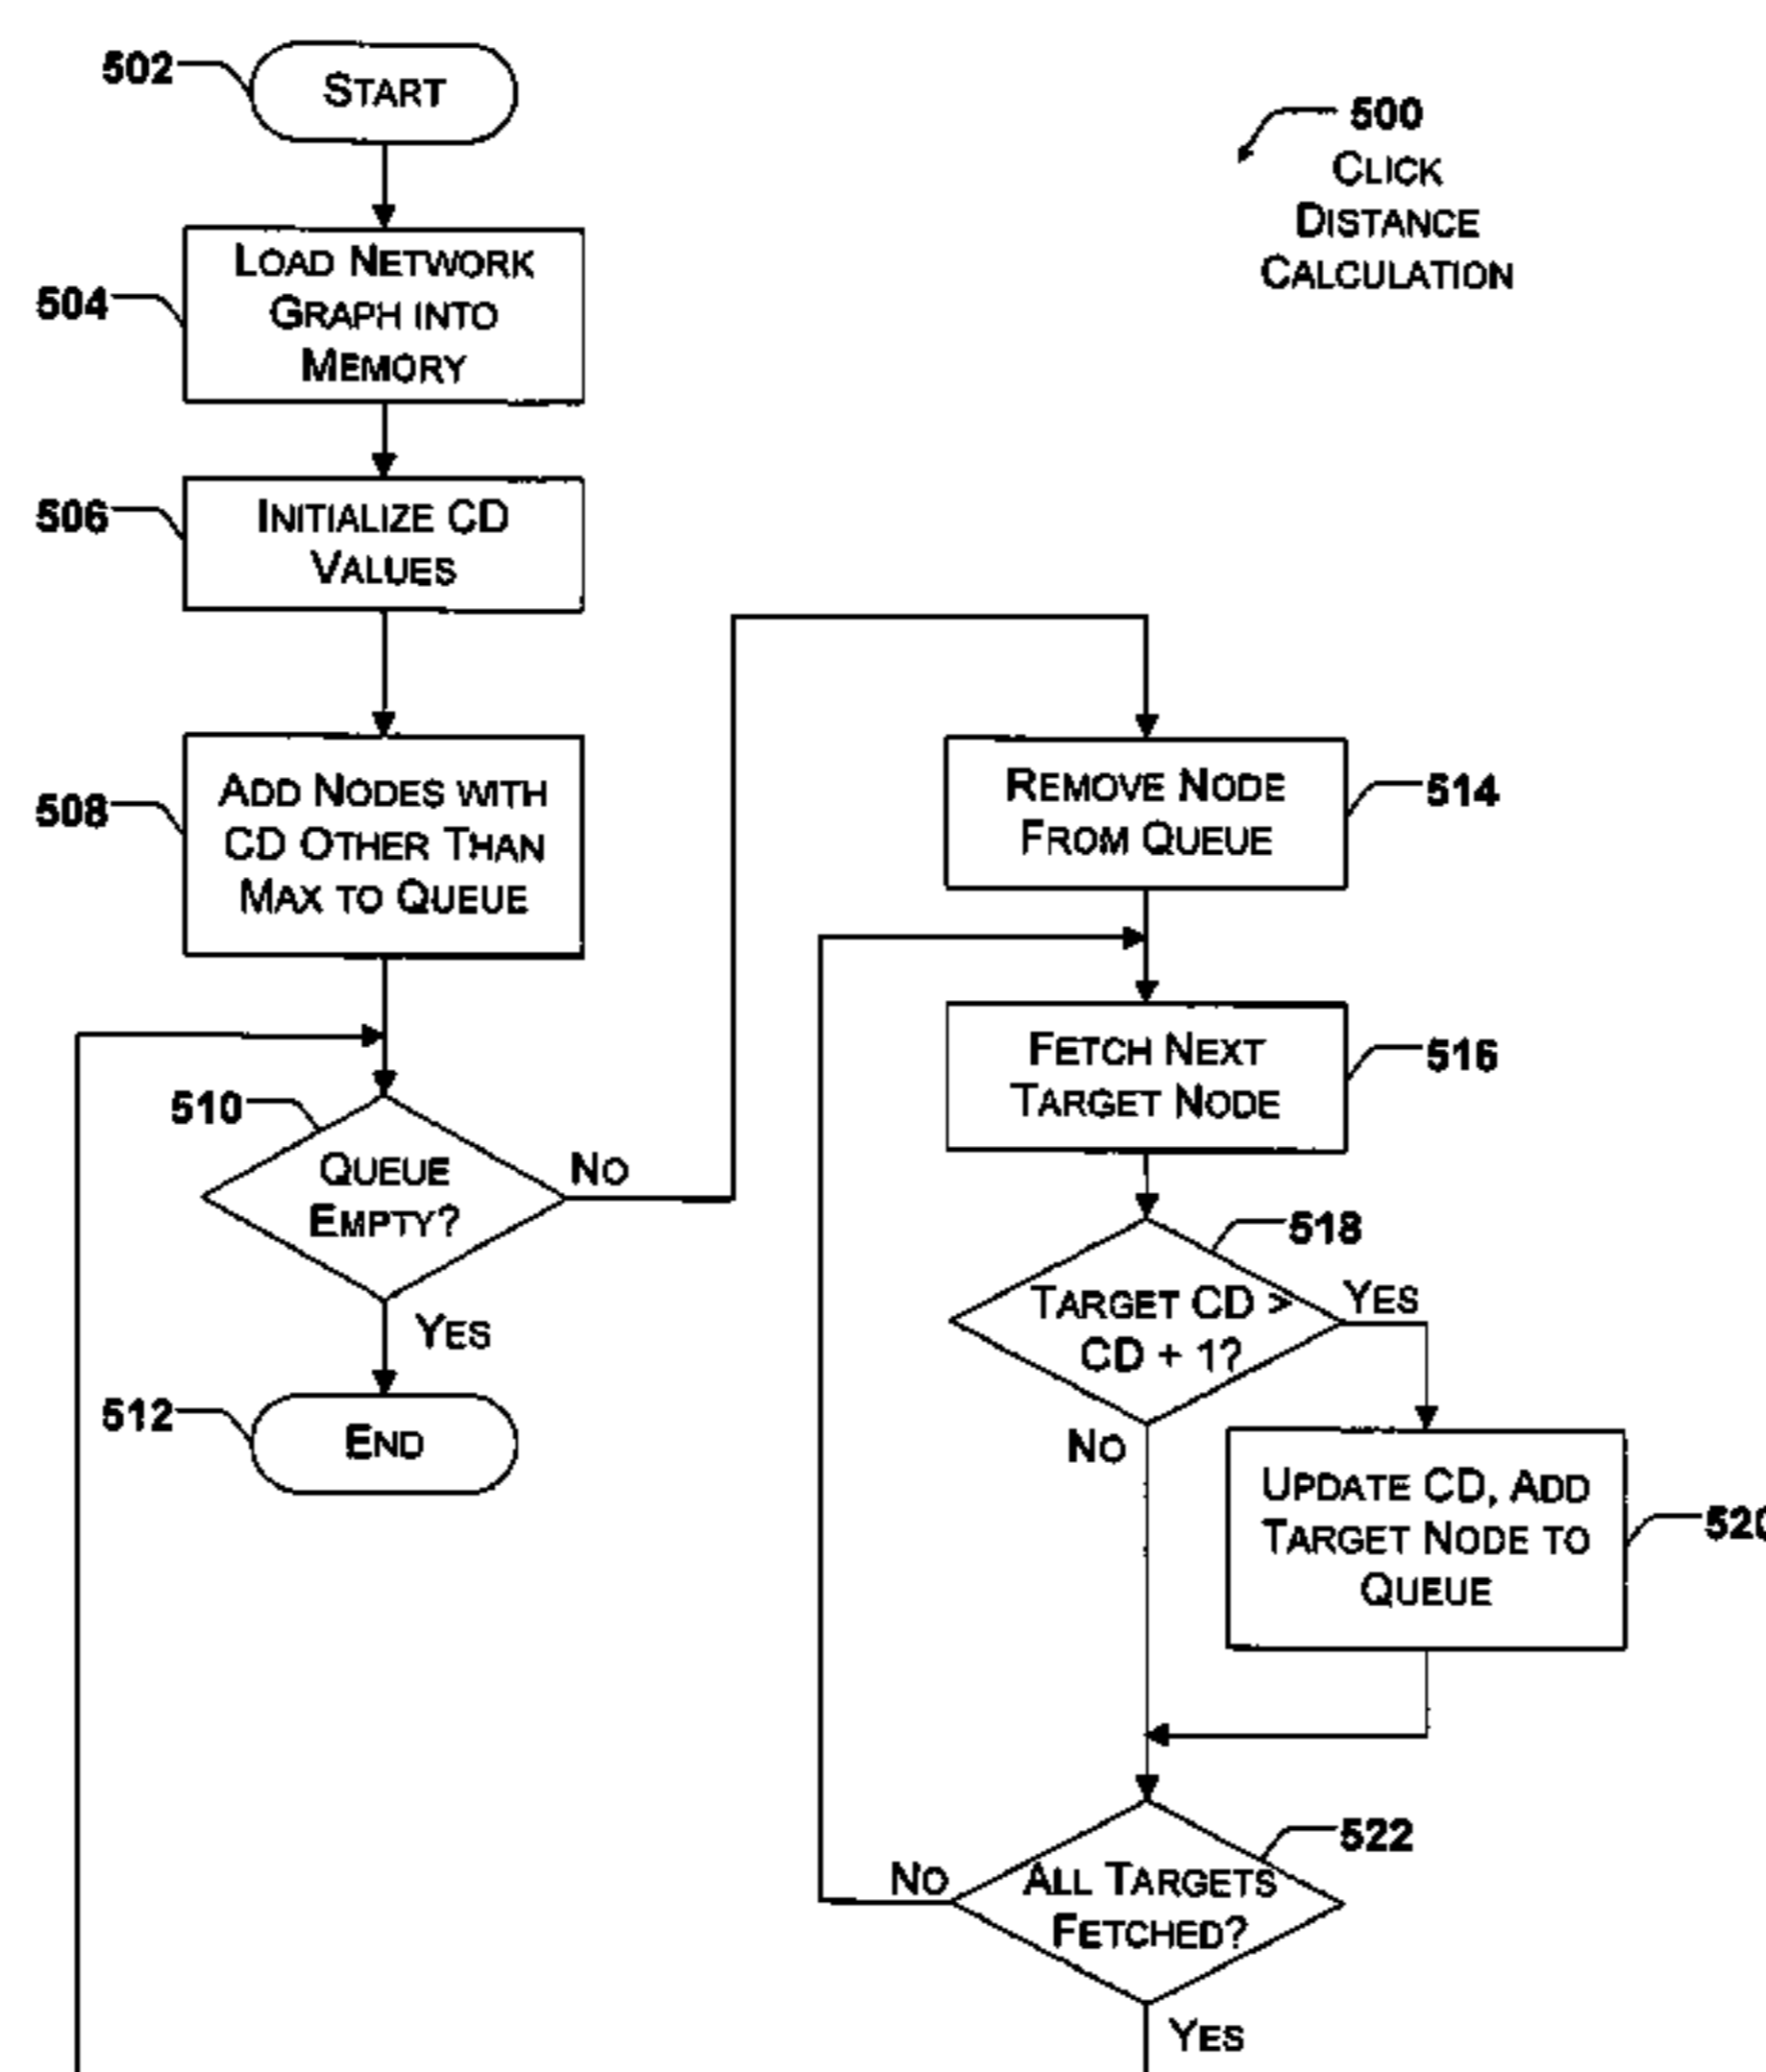 502
START
500
CLICK
DISTANCE
CALCULATION
504
LOAD NETWORK
GRAPH INTO
MEMORY
506
INITIALIZE CD
VALUES
508
ADD NODES WITH
CD OTHER THAN
MAX TO QUEUE
510
QUEUE
EMPTY?
NO
YES
512
END
REMOVE NODE
FROM QUEUE
514
FETCH NEXT
TARGET NODE
516
518
TARGET CD >
CD + 1?
YES
NO
UPDATE CD, ADD
TARGET NODE TO
QUEUE
520
522
ALL TARGETS
FETCHED?
NO
YES